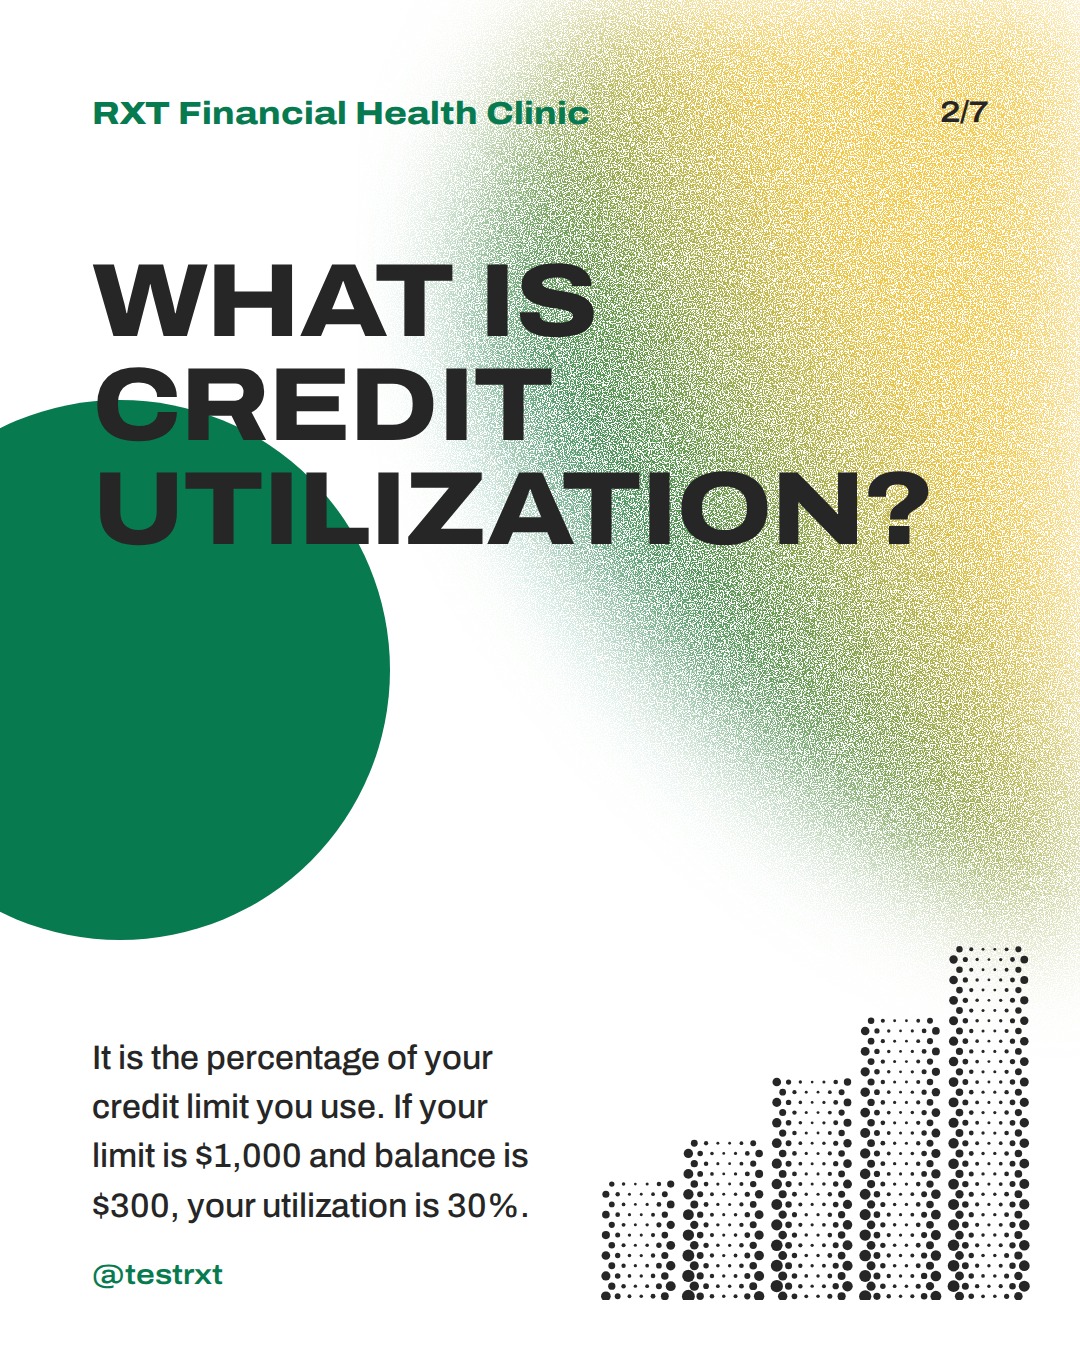 RXT Financial Health Clinic
2/7
WHAT IS
CREDIT
UTILIZATION?
It is the percentage of your
credit limit you use. If your
limit is $1,000 and balance is
$300, your utilization is 30%.
@testrxt